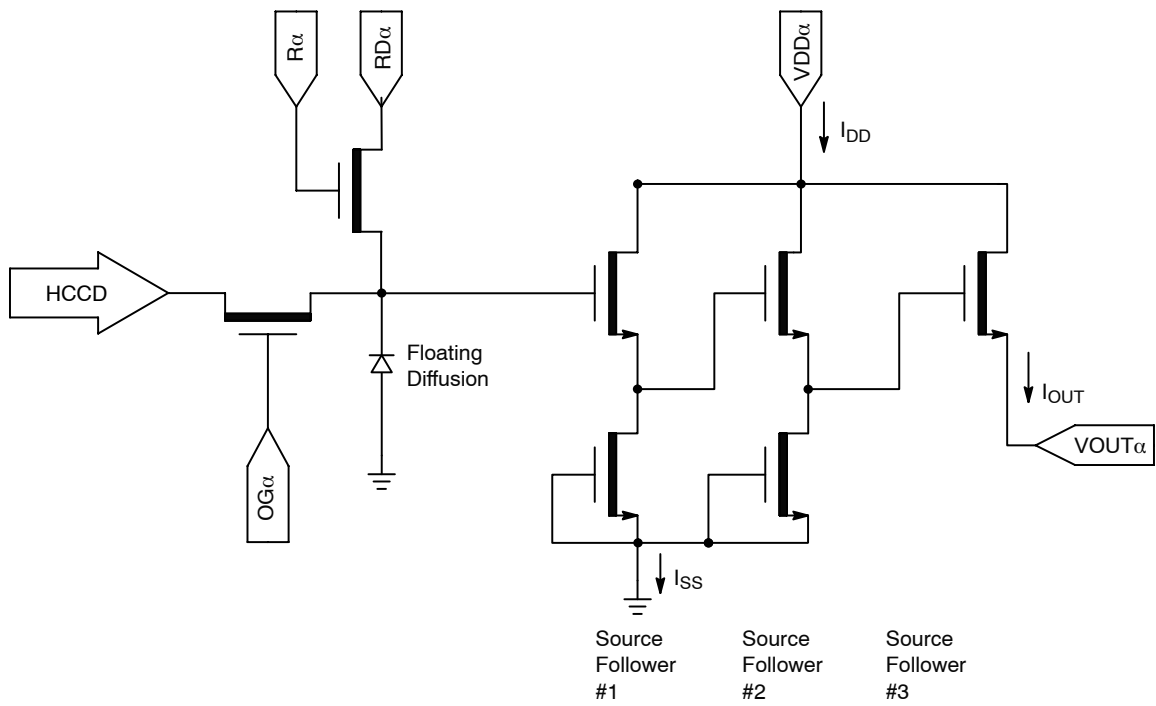 Rα
RDα
VDDα
IDD
HCCD
Floating
Diffusion
OGα
IOUT
VOUTα
ISS
Source
Follower
#1
Source
Follower
#2
Source
Follower
#3